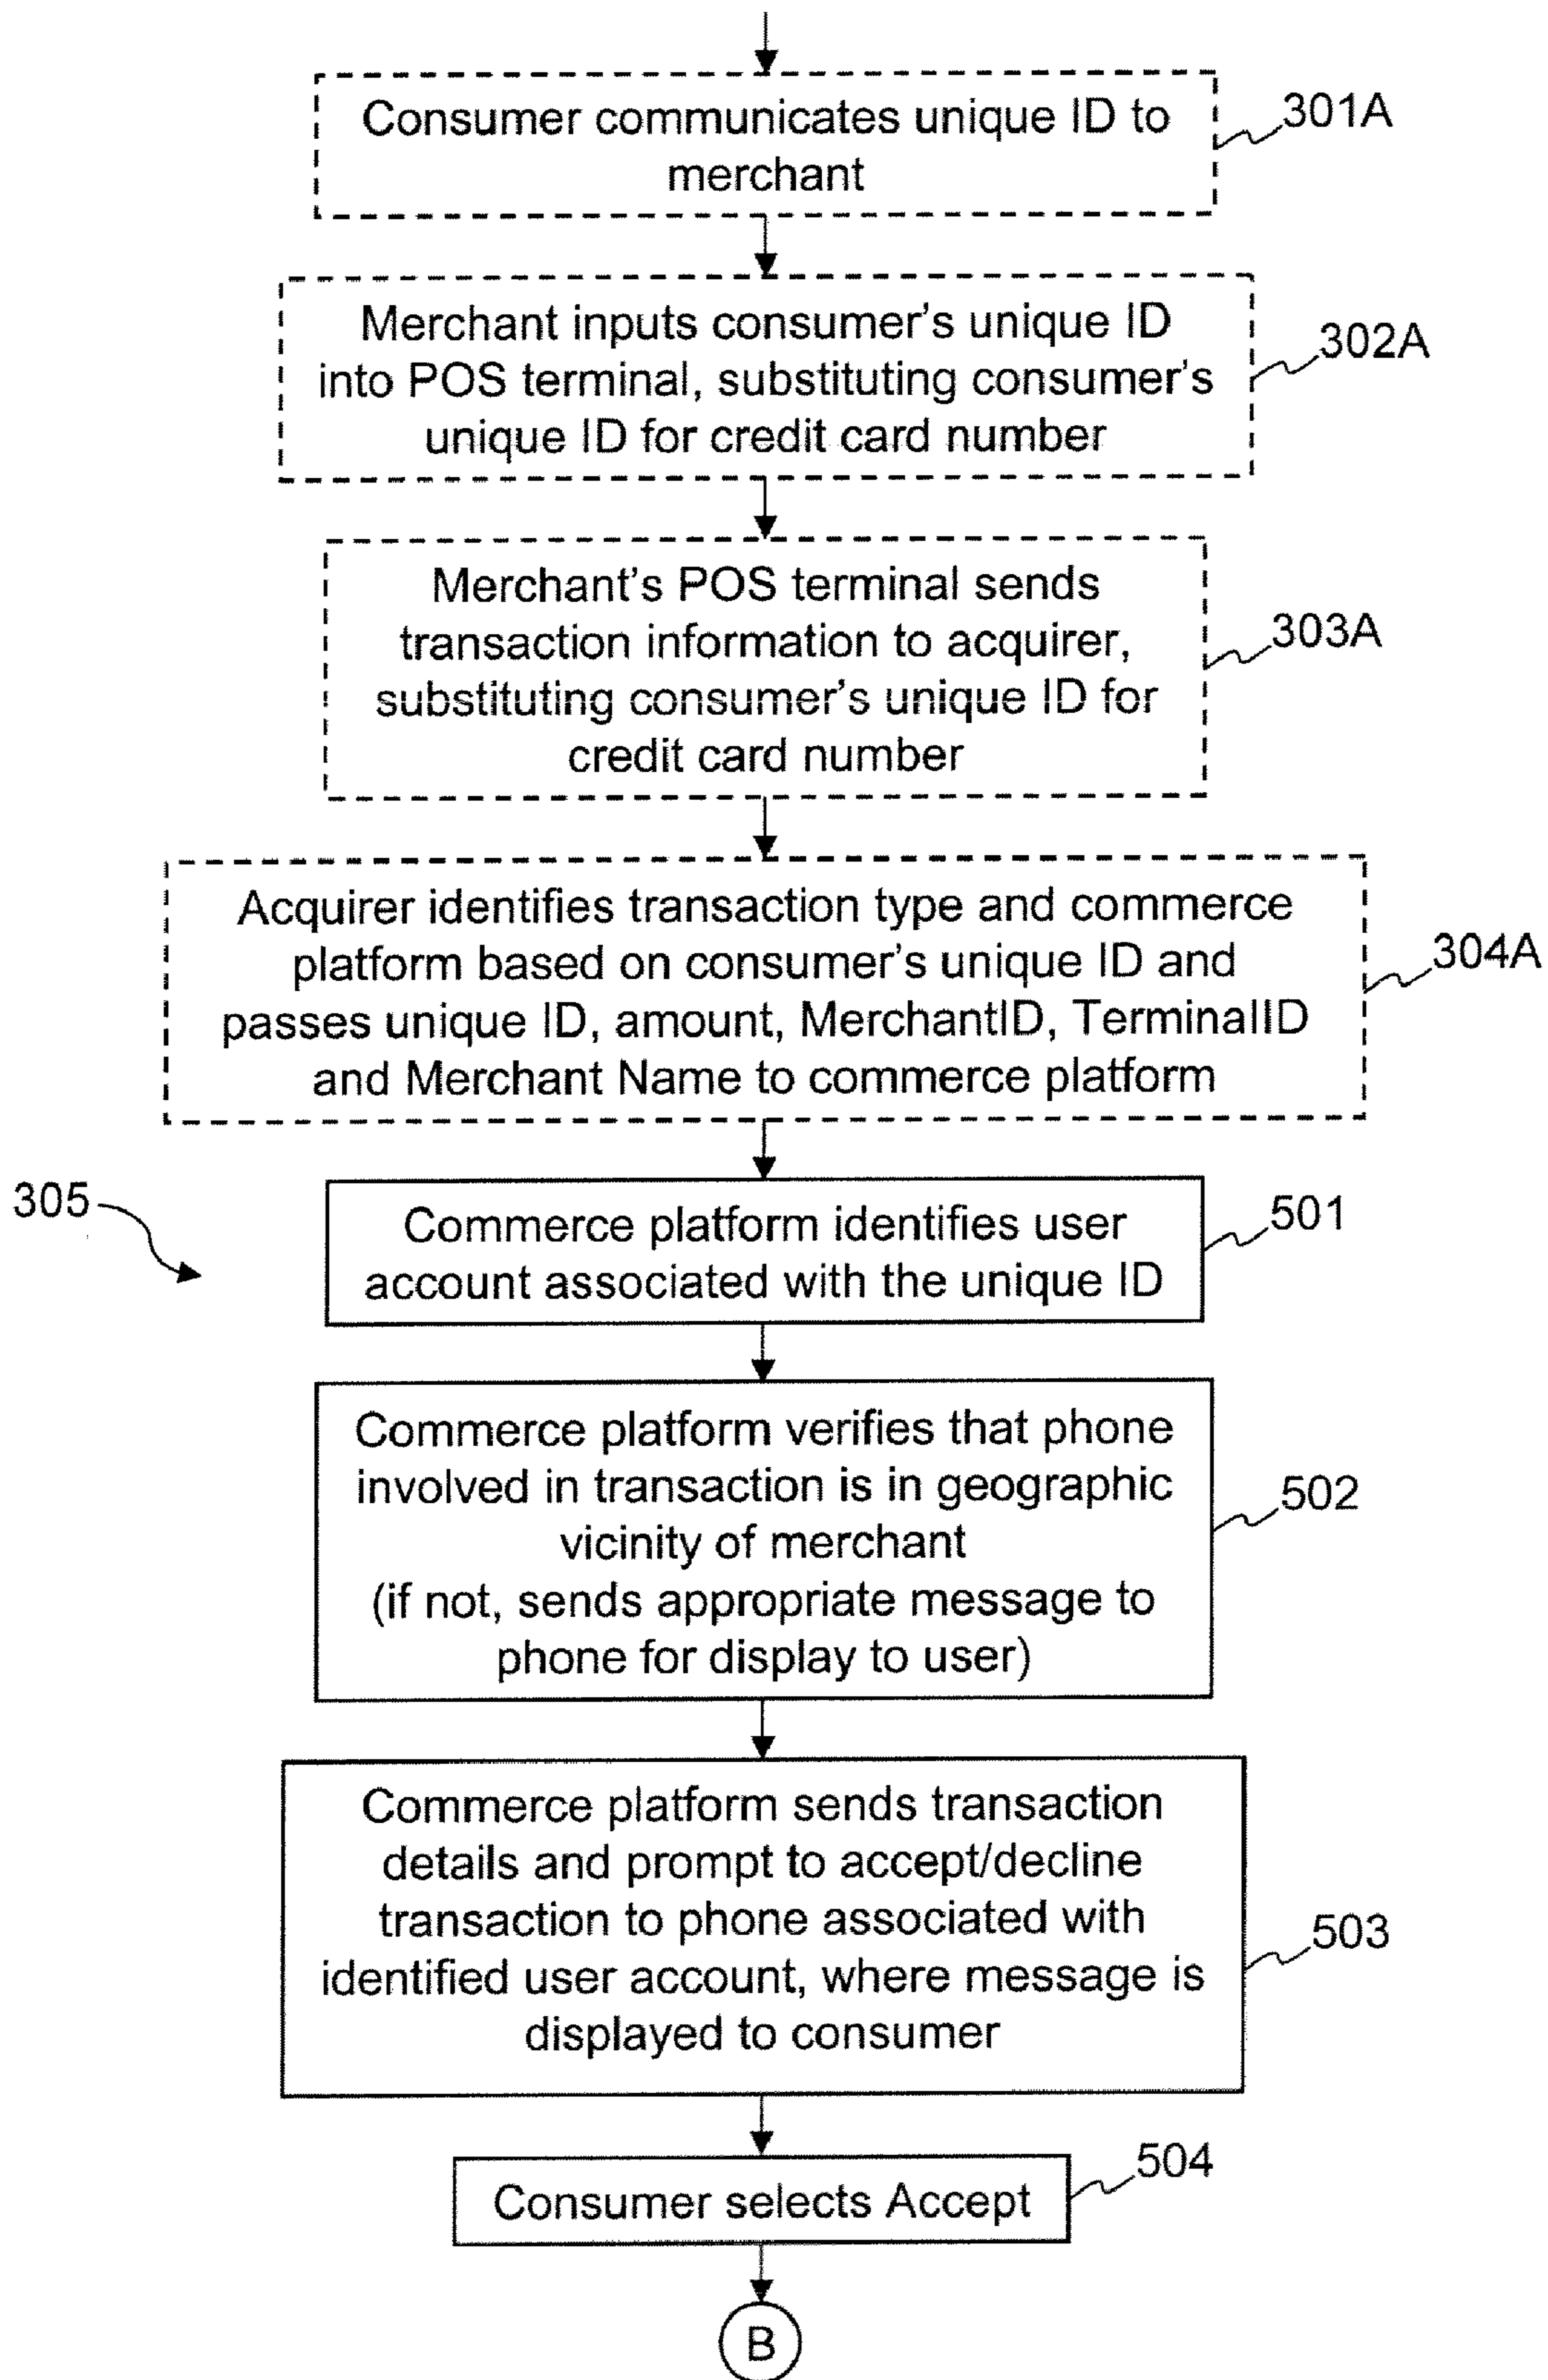 Consumer communicates unique ID to
merchant
301A
Merchant inputs consumer's unique ID
into POS terminal, substituting consumer's
unique ID for credit card number
302A
Merchant's POS terminal sends
transaction information to acquirer,
substituting consumer's unique ID for
credit card number
303A
Acquirer identifies transaction type and commerce
platform based on consumer's unique ID and
passes unique ID, amount, MerchantID, TerminalID
and Merchant Name to commerce platform
304A
305
Commerce platform identifies user
account associated with the unique ID
501
Commerce platform verifies that phone
involved in transaction is in geographic
vicinity of merchant
(if not, sends appropriate message to
phone for display to user)
502
Commerce platform sends transaction
details and prompt to accept/decline
transaction to phone associated with
identified user account, where message is
displayed to consumer
503
Consumer selects Accept
504
B